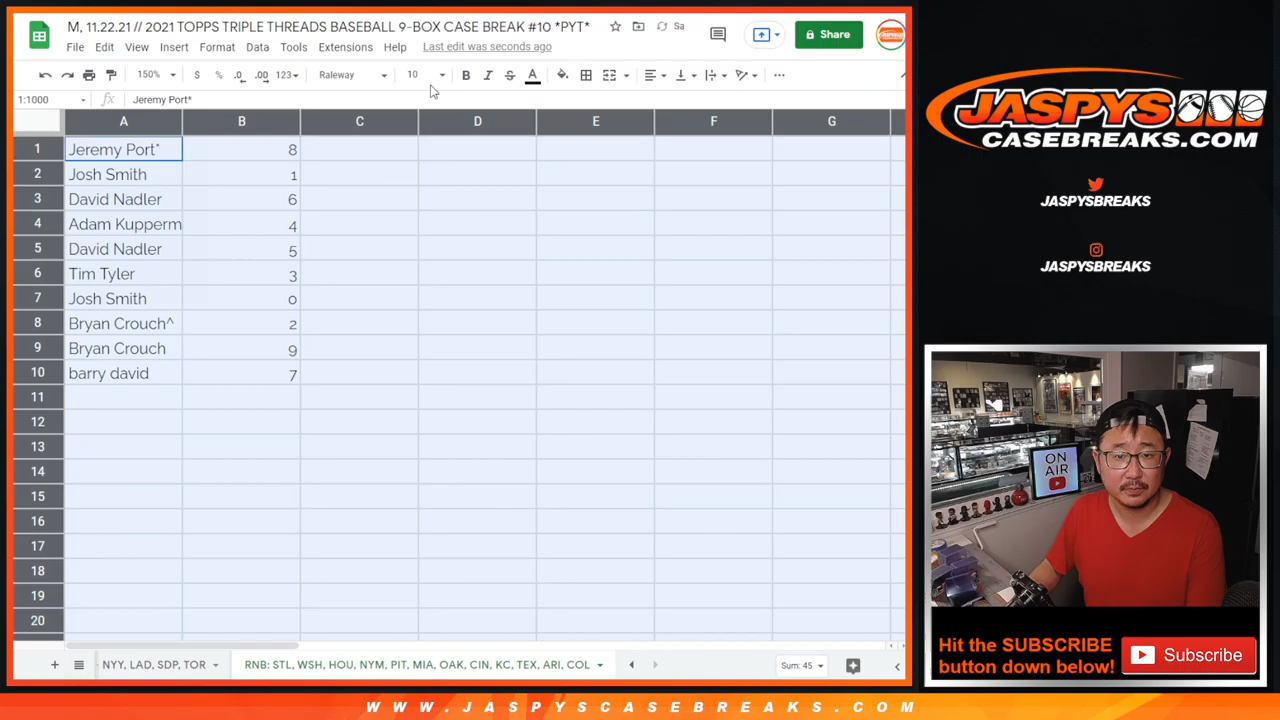 M, 11.22.21 // 2021 TOPPS TRIPLE THREADS BASEBALL 9-BOX CASE BREAK #10 *PYT*
Sa
Share
File Edit View Insert Format Data Tools Extensions Help Last edit was seconds ago
150% $ % .0 .00 123 Raleway 10 B I S A
1:1000 fx Jeremy Port*
A B C D E F G
1 Jeremy Port* 8
2 Josh Smith 1
3 David Nadler 6
4 Adam Kupperm 4
5 David Nadler 5
6 Tim Tyler 3
7 Josh Smith 0
8 Bryan Crouch^ 2
9 Bryan Crouch 9
10 barry david 7
11
12
13
14
15
16
17
18
19
20
NYY, LAD, SDP, TOR RNB: STL, WSH, HOU, NYM, PIT, MIA, OAK, CIN, KC, TEX, ARI, COL Sum: 45
JASPYS
CASEBREAKS.COM
JASPYSBREAKS
JASPYSBREAKS
ON
AIR
Hit the SUBSCRIBE
button down below!
Subscribe
WWW.JASPYSCASEBREAKS.COM